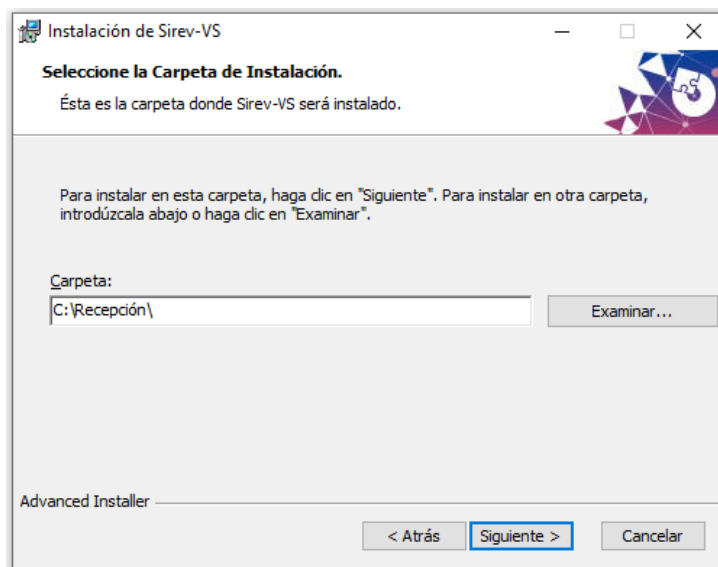 Instalación de Sirev-VS
Seleccione la Carpeta de Instalación.
Ésta es la carpeta donde Sirev-VS será instalado.
Para instalar en esta carpeta, haga clic en "Siguiente". Para instalar en otra carpeta,
introdúzcala abajo o haga clic en "Examinar".
Carpeta:
C:\Recepción\
Examinar...
Advanced Installer
< Atrás
Siguiente >
Cancelar